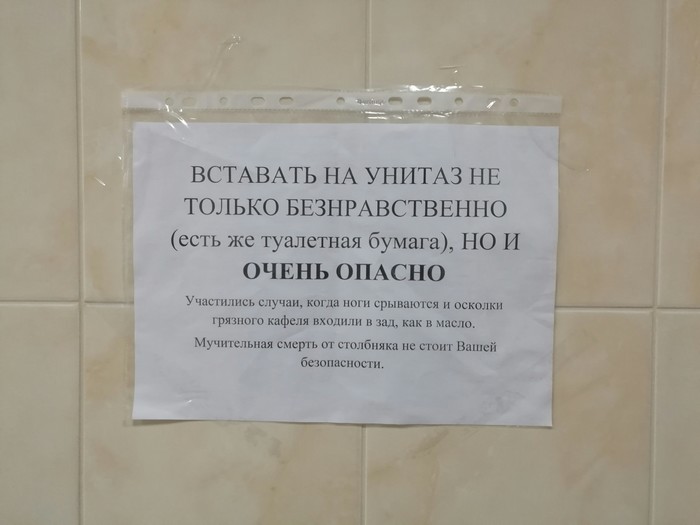 ВСТАВАТЬ НА УНИТАЗ НЕ
ТОЛЬКО БЕЗНРАВСТВЕННО
(есть же туалетная бумага), НО И
ОЧЕНЬ ОПАСНО
Участились случаи, когда ноги срываются и осколки
грязного кафеля входили в зад, как в масло.
Мучительная смерть от столбняка не стоит Вашей
безопасности.